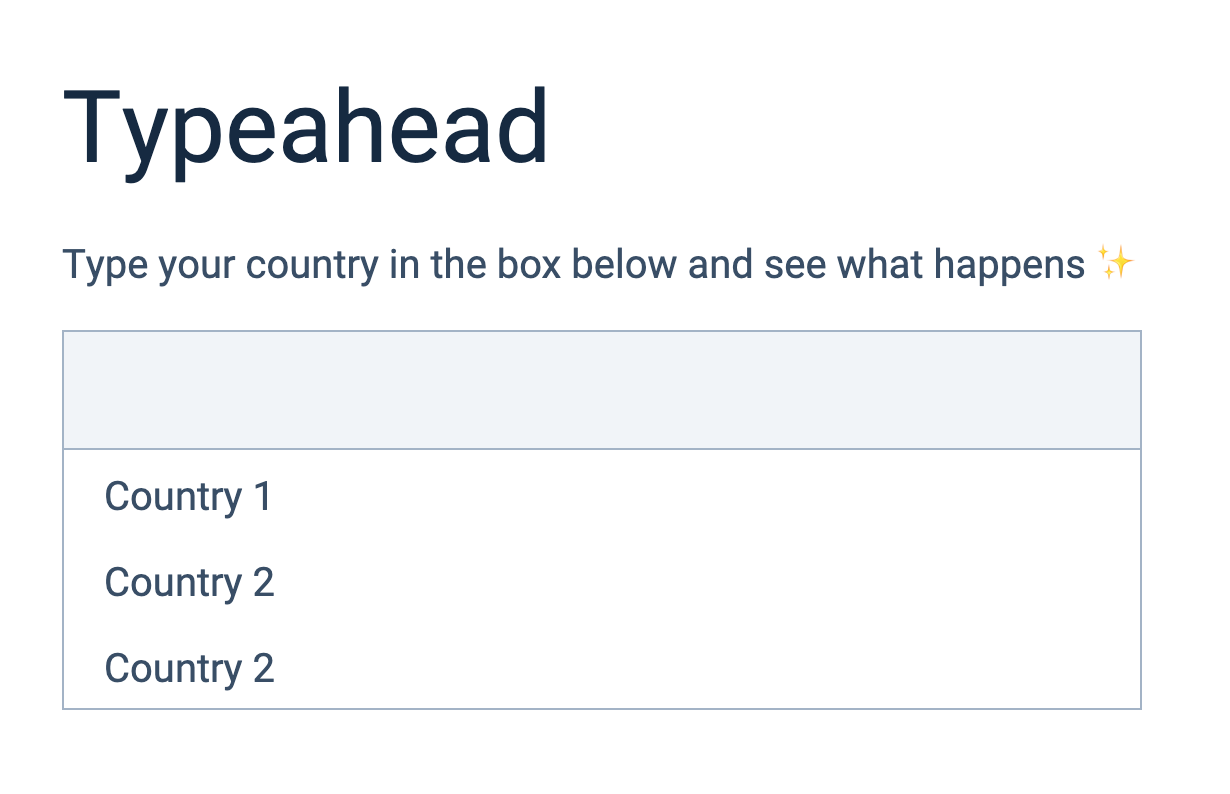 Typeahead
Type your country in the box below and see what happens ✨
Country 1
Country 2
Country 2